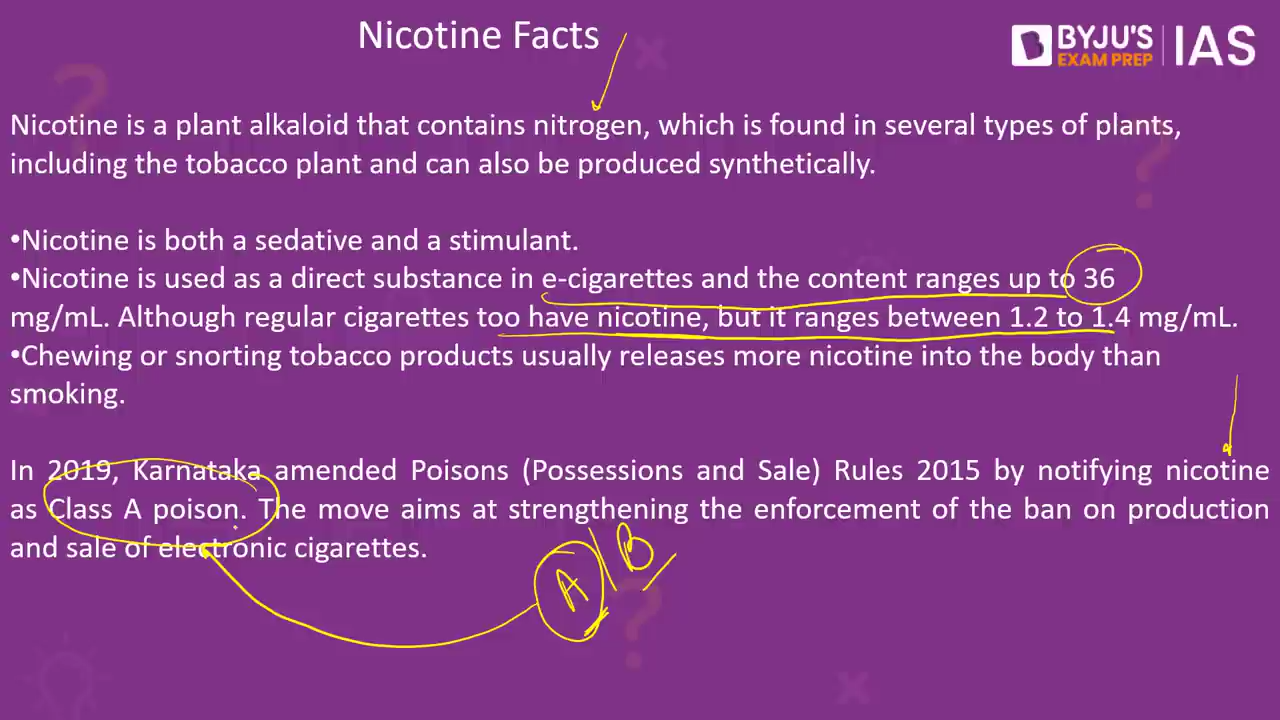 Nicotine Facts
BYJU'S
EXAM PREP
IAS
Nicotine is a plant alkaloid that contains nitrogen, which is found in several types of plants,
including the tobacco plant and can also be produced synthetically.
•Nicotine is both a sedative and a stimulant.
•Nicotine is used as a direct substance in e-cigarettes and the content ranges up to 36
mg/mL. Although regular cigarettes too have nicotine, but it ranges between 1.2 to 1.4 mg/mL.
•Chewing or snorting tobacco products usually releases more nicotine into the body than
smoking.
In 2019, Karnataka amended Poisons (Possessions and Sale) Rules 2015 by notifying nicotine
as Class A poison. The move aims at strengthening the enforcement of the ban on production
and sale of electronic cigarettes.
A/B